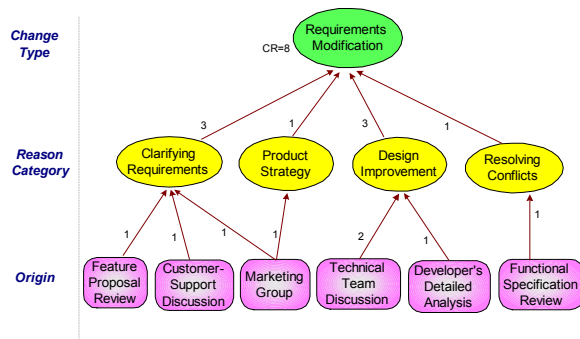 Change
Type
CR=8
Requirements
Modification
3
1
3
1
Reason
Category
Clarifying
Requirements
Product
Strategy
Design
Improvement
Resolving
Conflicts
1
1
1
1
2
1
1
Origin
Feature
Proposal
Review
Customer-
Support
Discussion
Marketing
Group
Technical
Team
Discussion
Developer's
Detailed
Analysis
Functional
Specification
Review